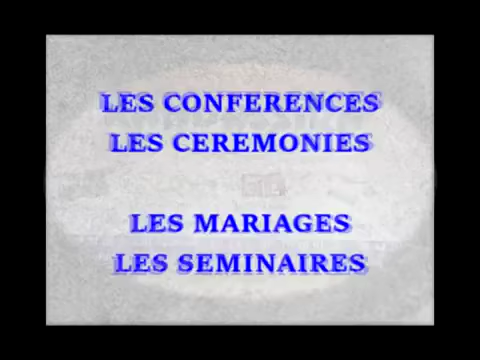 LES CONFERENCES
LES CEREMONIES
LES MARIAGES
LES SEMINAIRES